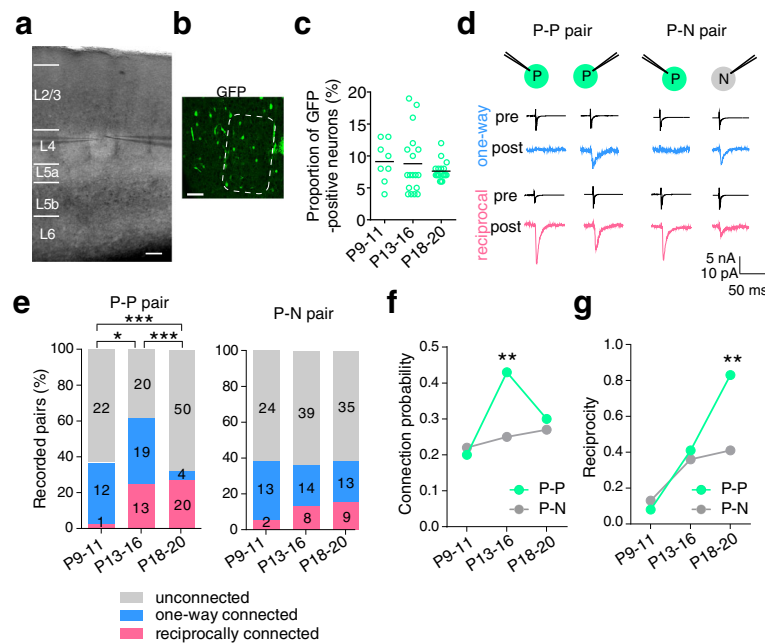 a
L2/3
L4
L5a
L5b
L6
b
GFP
c
Proportion of GFP
-positive neurons (%)
20
15
10
5
0
P9-11
P13-16
P18-20
d
P-P pair
P-N pair
P
P
P
N
one-way
pre
post
reciprocal
pre
post
5 nA
10 pA
50 ms
e
P-P pair
***
*
***
Recorded pairs (%)
100
80
60
40
20
0
22
12
1
20
19
13
50
4
20
P9-11
P13-16
P18-20
P-N pair
100
80
60
40
20
0
24
13
2
39
14
8
35
13
9
P9-11
P13-16
P18-20
unconnected
one-way connected
reciprocally connected
f
Connection probability
0.5
0.4
0.3
0.2
0.1
0.0
**
P-P
P-N
P9-11
P13-16
P18-20
g
Reciprocity
1.0
0.8
0.6
0.4
0.2
0.0
**
P-P
P-N
P9-11
P13-16
P18-20